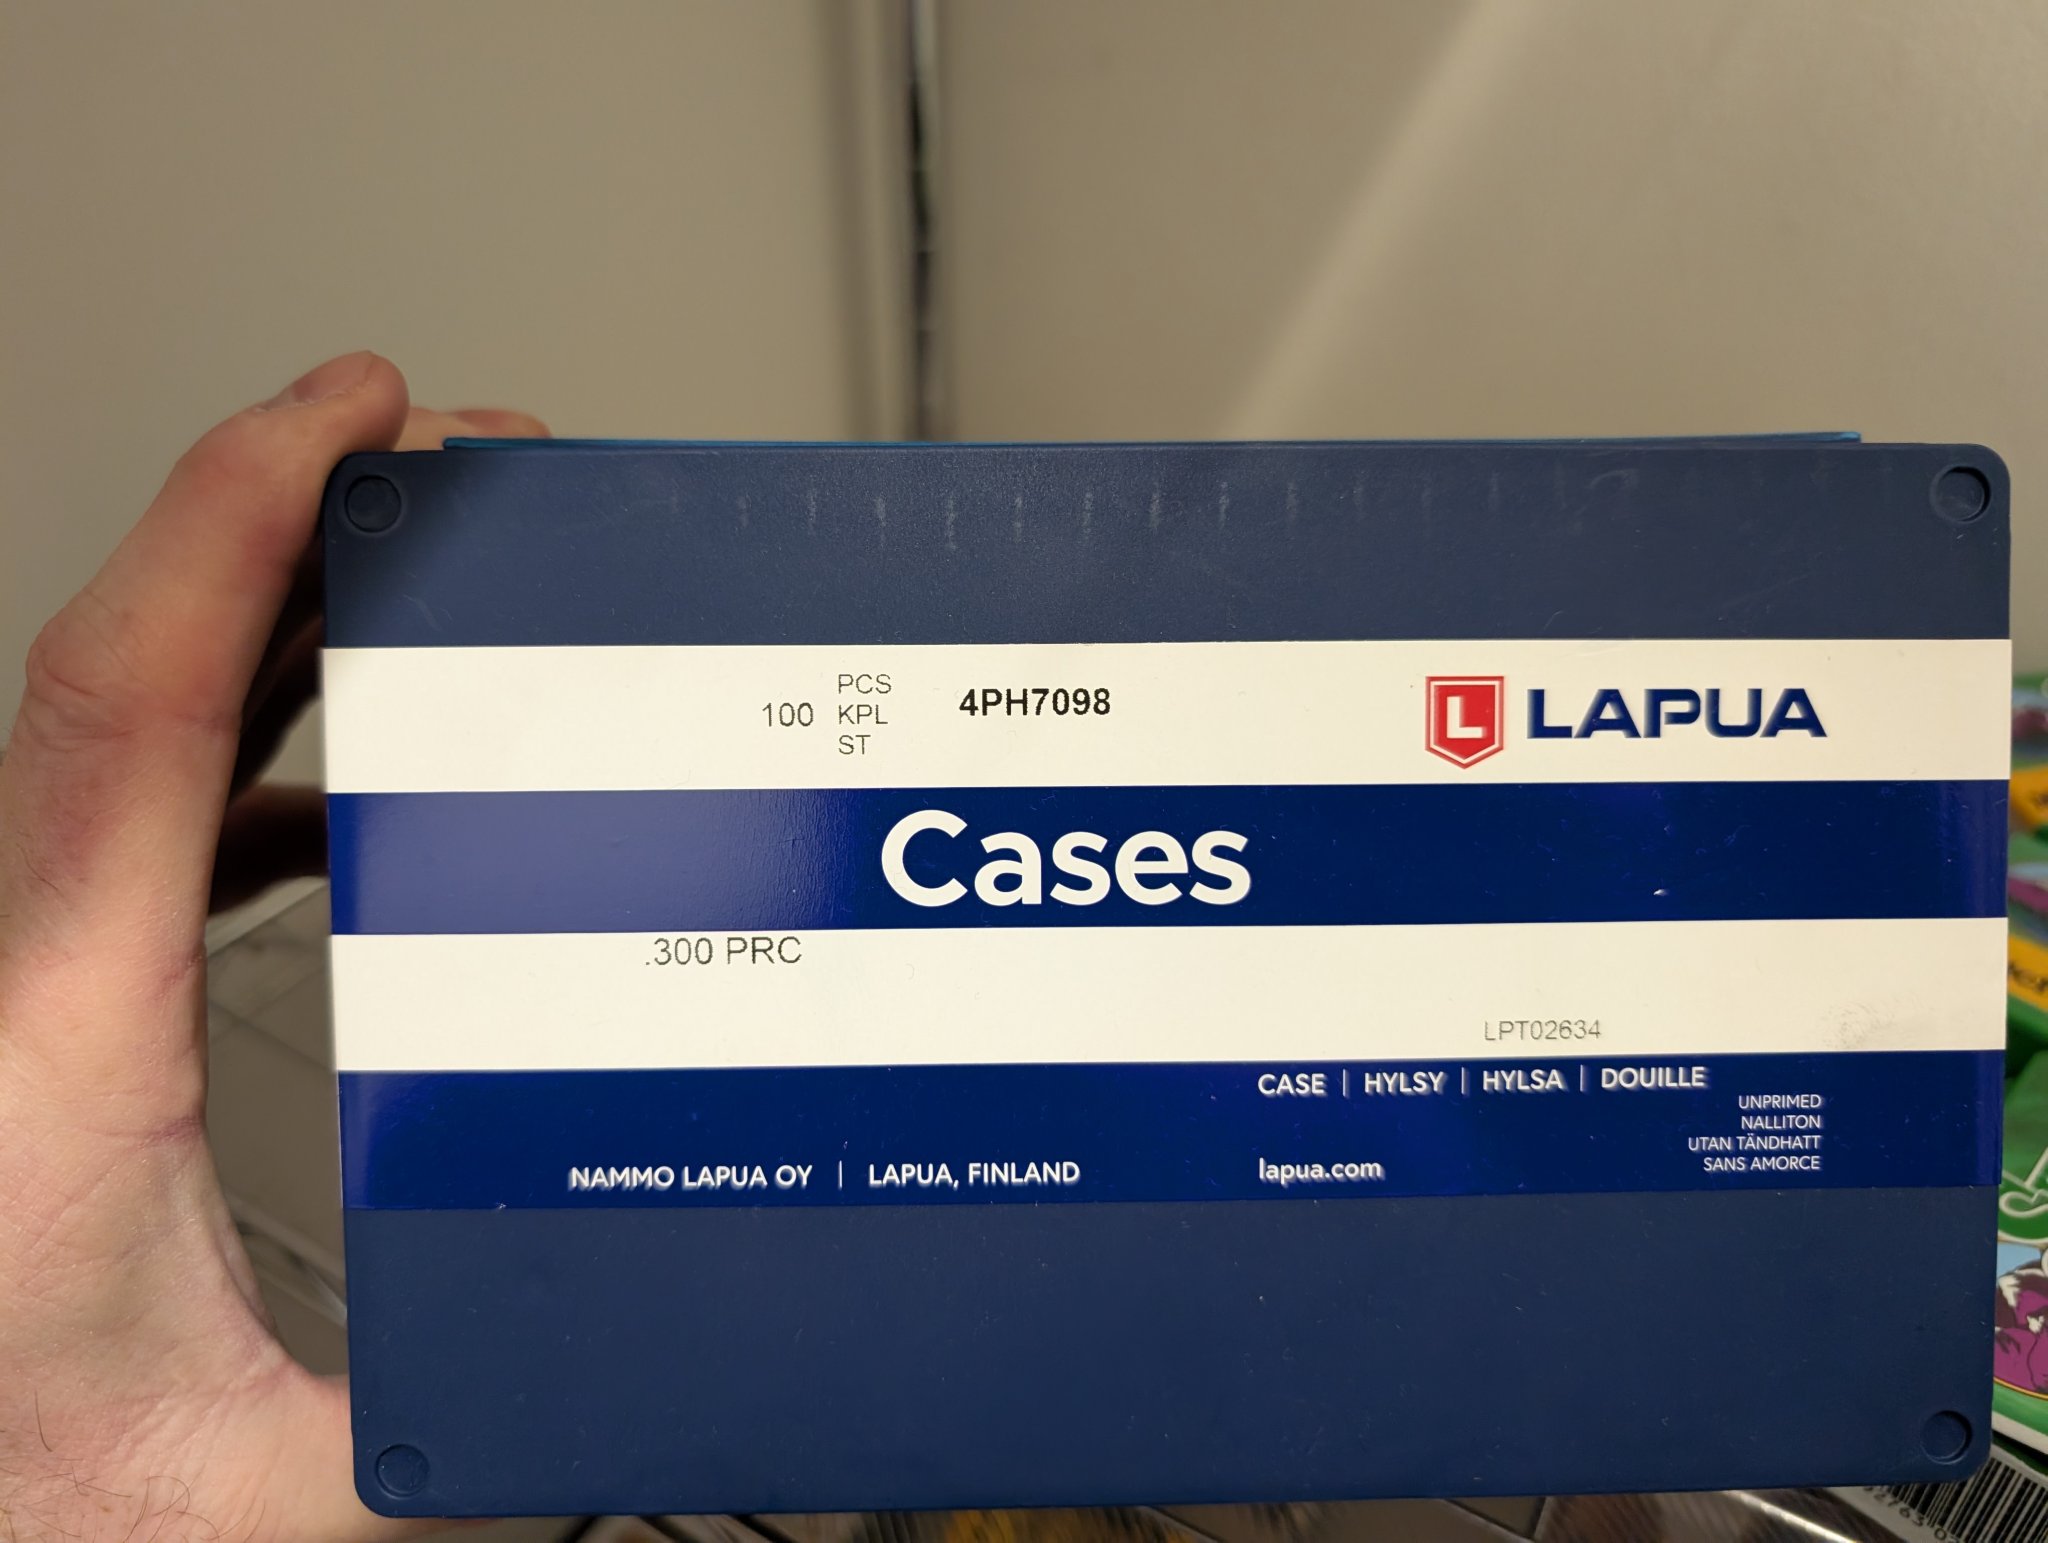 100
PCS
KPL
ST
4PH7098
L LAPUA
Cases
.300 PRC
LPT02634
CASE | HYLSY | HYLSA | DOUILLE
UNPRIMED
NALLITON
UTAN TÄNDHATT
SANS AMORCE
NAMMO LAPUA OY | LAPUA, FINLAND
lapua.com